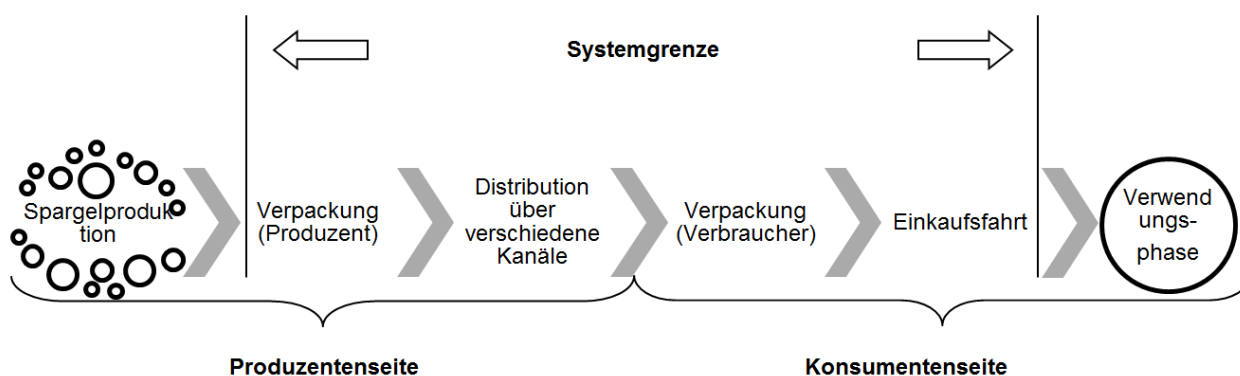 Systemgrenze
Spargelproduk
tion
Verpackung
(Produzent)
Distribution
über
verschiedene
Kanäle
Verpackung
(Verbraucher)
Einkaufsfahrt
Verwend
ungs-
phase
Produzentenseite
Konsumentenseite